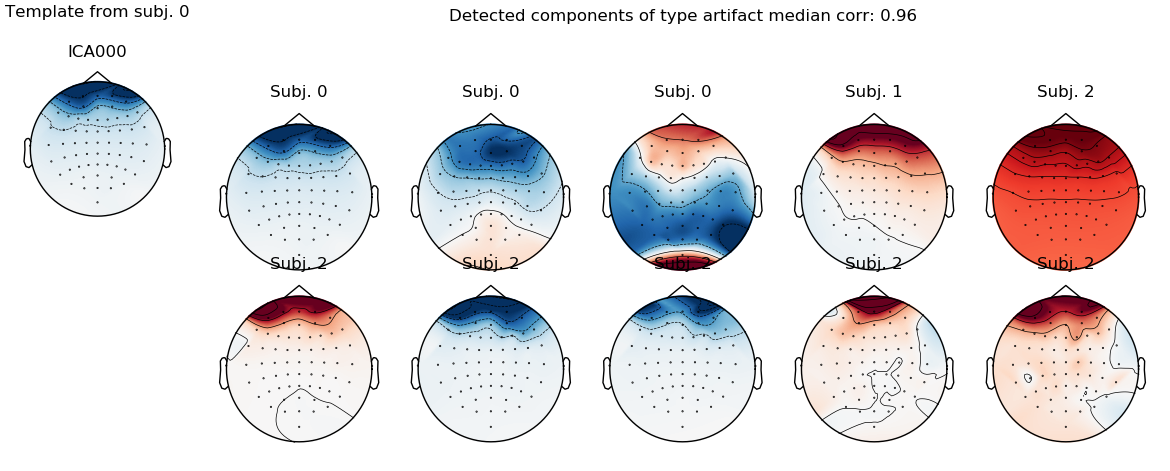 Template from subj. 0
Detected components of type artifact median corr: 0.96
ICA000
Subj. 0
Subj. 0
Subj. 0
Subj. 1
Subj. 2
Subj. 2
Subj. 2
Subj. 2
Subj. 2
Subj. 2